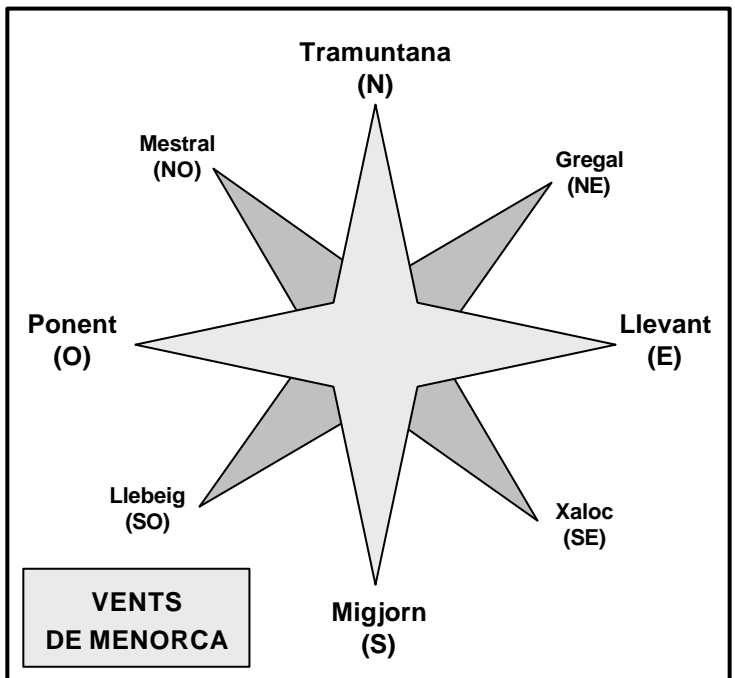 Tramuntana
(N)
Mestral
(NO)
Gregal
(NE)
Ponent
(O)
Llevant
(E)
Llebeig
(SO)
Xaloc
(SE)
Migjorn
(S)
VENTS
DE MENORCA